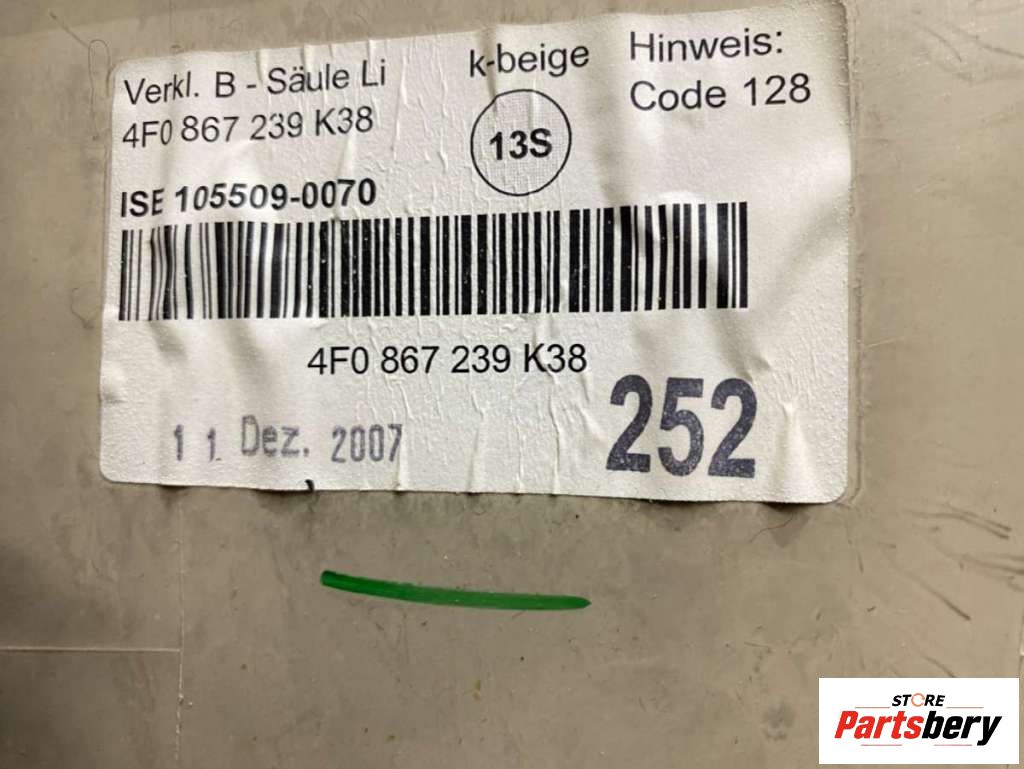 Verkl. B - Säule Li
4F0 867 239 K38
k-beige
13S
Hinweis:
Code 128
ISE 105509-0070
4F0 867 239 K38
11. Dez. 2007
252
STORE
Partsbery